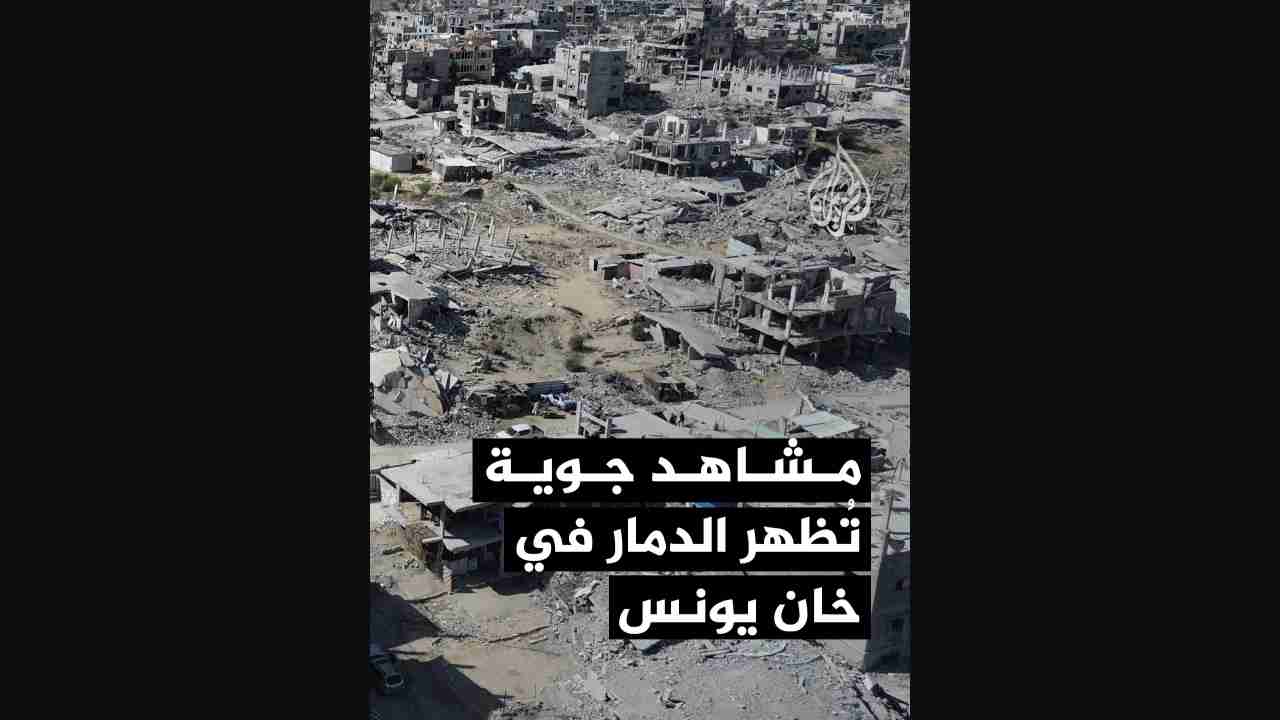 مشاهد جوية
تُظهر الدمار في
خان يونس